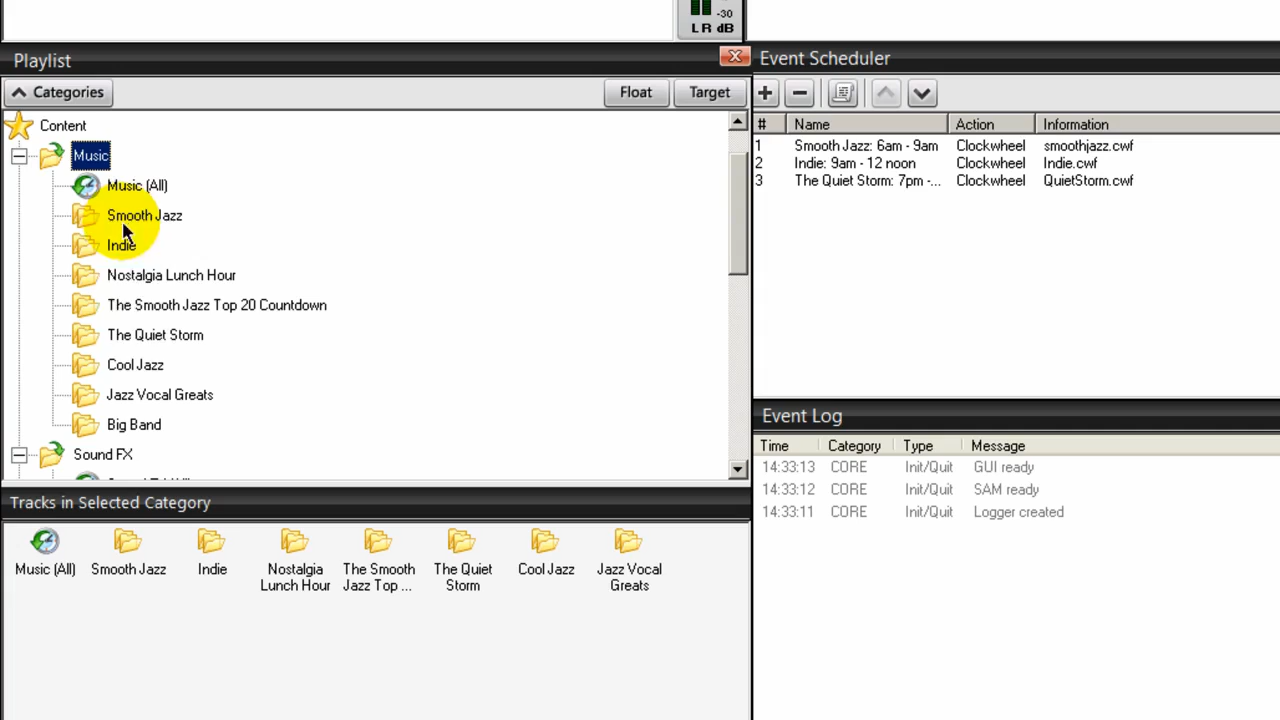 -30
L R dB
Playlist
Categories
Float
Target
Content
Music
Music (All)
Smooth Jazz
Indie
Nostalgia Lunch Hour
The Smooth Jazz Top 20 Countdown
The Quiet Storm
Cool Jazz
Jazz Vocal Greats
Big Band
Sound FX
Tracks in Selected Category
Music (All)
Smooth Jazz
Indie
Nostalgia
Lunch Hour
The Smooth
Jazz Top ...
The Quiet
Storm
Cool Jazz
Jazz Vocal
Greats
Event Scheduler
# Name Action Information
1 Smooth Jazz: 6am - 9am Clockwheel smoothjazz.cwf
2 Indie: 9am - 12 noon Clockwheel Indie.cwf
3 The Quiet Storm: 7pm -... Clockwheel QuietStorm.cwf
Event Log
Time Category Type Message
14:33:13 CORE Init/Quit GUI ready
14:33:12 CORE Init/Quit SAM ready
14:33:11 CORE Init/Quit Logger created